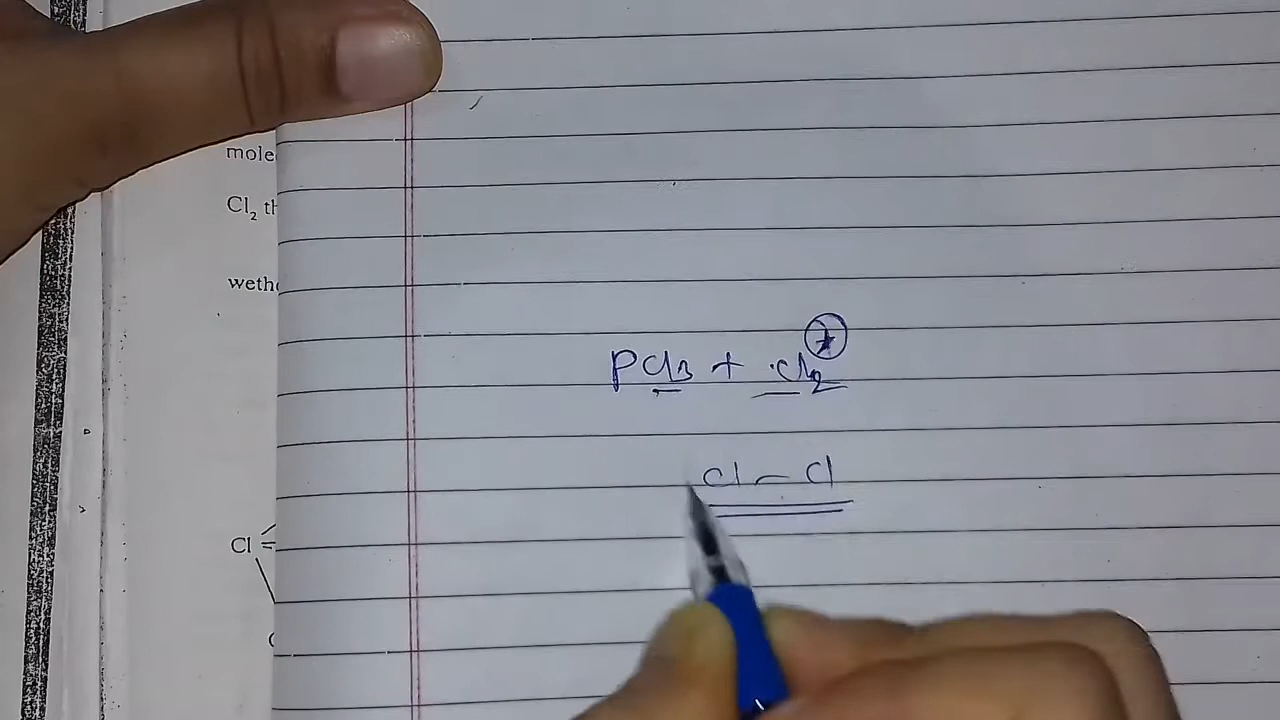 mole
Cl₂ th
weth
PCl₃ + Cl₂
Cl – Cl
Cl